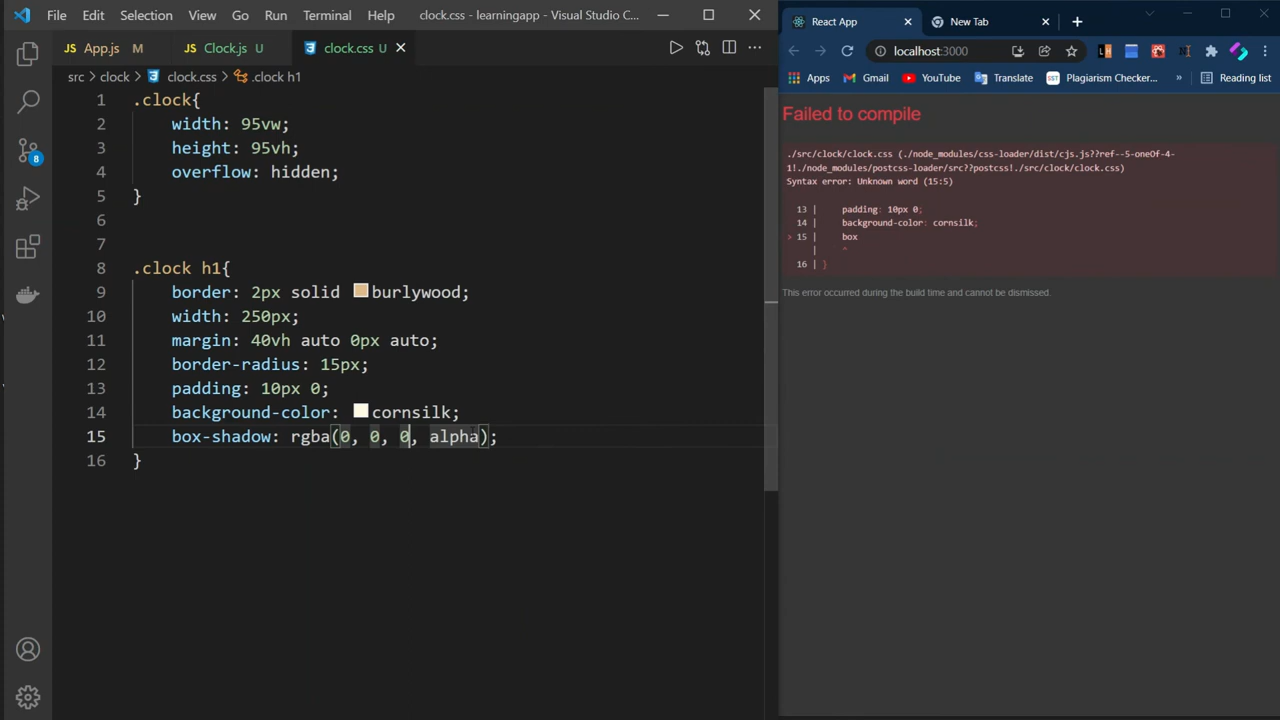 File Edit Selection View Go Run Terminal Help clock.css - learningapp - Visual Studio C...
App.js M Clock.js U clock.css U
src > clock > clock.css > .clock h1
1 .clock{
2 width: 95vw;
3 height: 95vh;
4 overflow: hidden;
5 }
6
7
8 .clock h1{
9 border: 2px solid burlywood;
10 width: 250px;
11 margin: 40vh auto 0px auto;
12 border-radius: 15px;
13 padding: 10px 0;
14 background-color: cornsilk;
15 box-shadow: rgba(0, 0, 0, alpha);
16 }
8
React App New Tab
localhost:3000
Apps Gmail YouTube Translate SST Plagiarism Checker... » Reading list
Failed to compile
./src/clock/clock.css (./node_modules/css-loader/dist/cjs.js??ref--5-oneOf-4-
1!./node_modules/postcss-loader/src??postcss!./src/clock/clock.css)
Syntax error: Unknown word (15:5)
13 | padding: 10px 0;
14 | background-color: cornsilk;
> 15 | box
| ^
16 | }
This error occurred during the build time and cannot be dismissed.